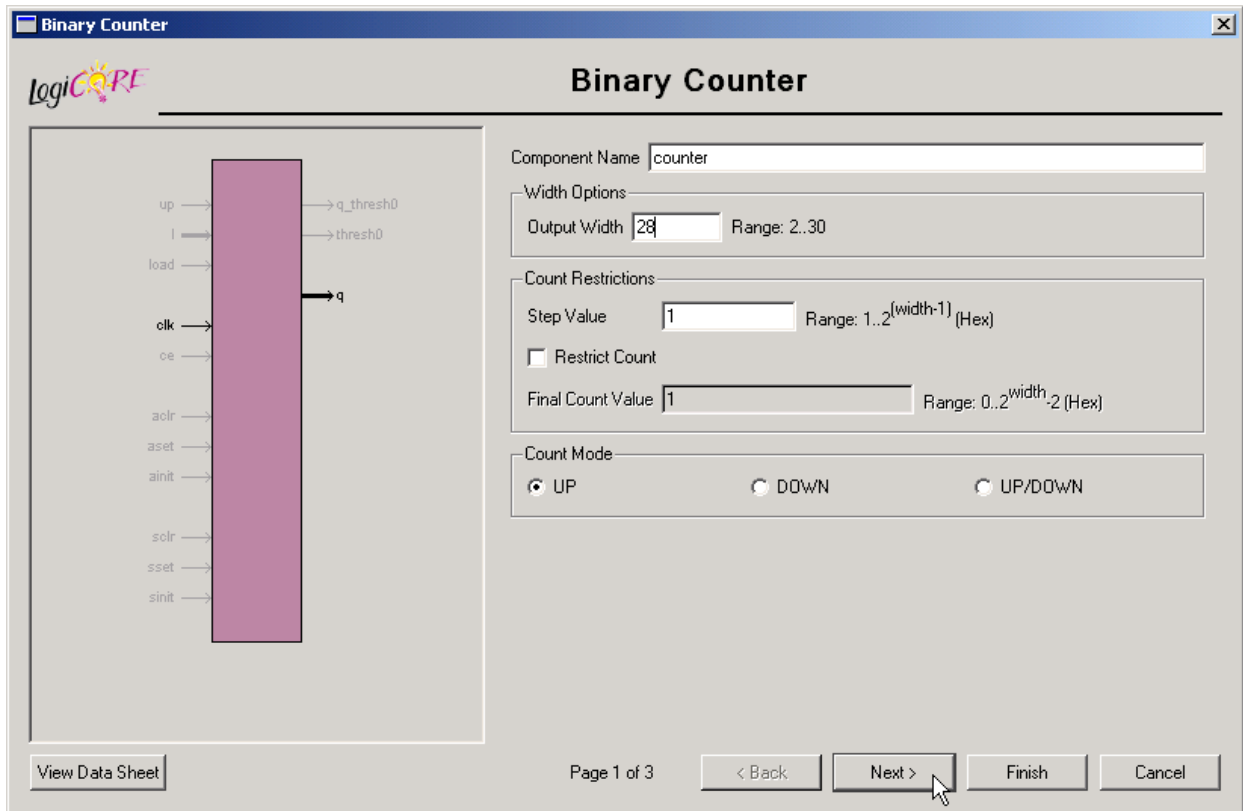 Binary Counter
LogiCORE
Binary Counter
up
l
load
clk
ce
aclr
aset
ainit
sclr
sset
sinit
q_thresh0
thresh0
q
Component Name counter
Width Options
Output Width 28 Range: 2..30
Count Restrictions
Step Value 1 Range: 1..2^(width-1) (Hex)
Restrict Count
Final Count Value 1 Range: 0..2^width-2 (Hex)
Count Mode
UP DOWN UP/DOWN
View Data Sheet Page 1 of 3 < Back Next > Finish Cancel